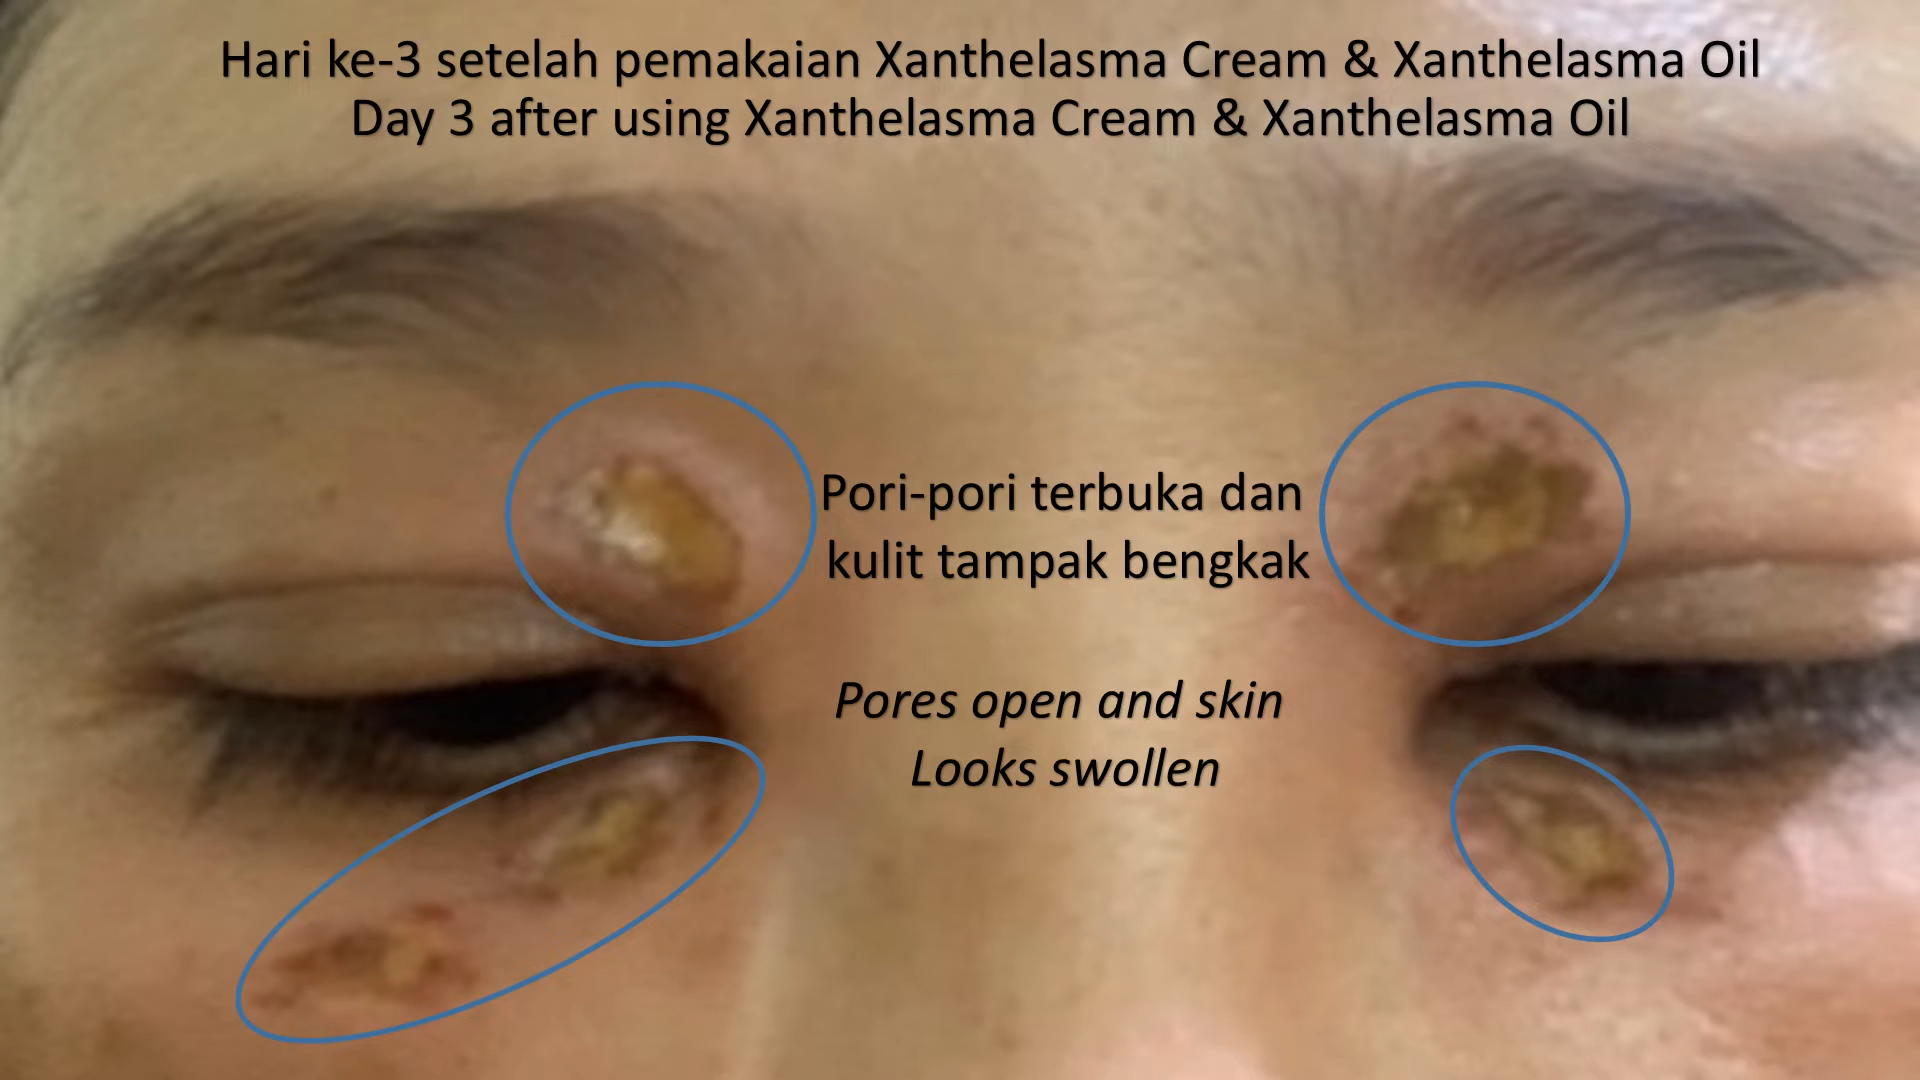 Hari ke-3 setelah pemakaian Xanthelasma Cream & Xanthelasma Oil
Day 3 after using Xanthelasma Cream & Xanthelasma Oil
Pori-pori terbuka dan
kulit tampak bengkak
Pores open and skin
Looks swollen